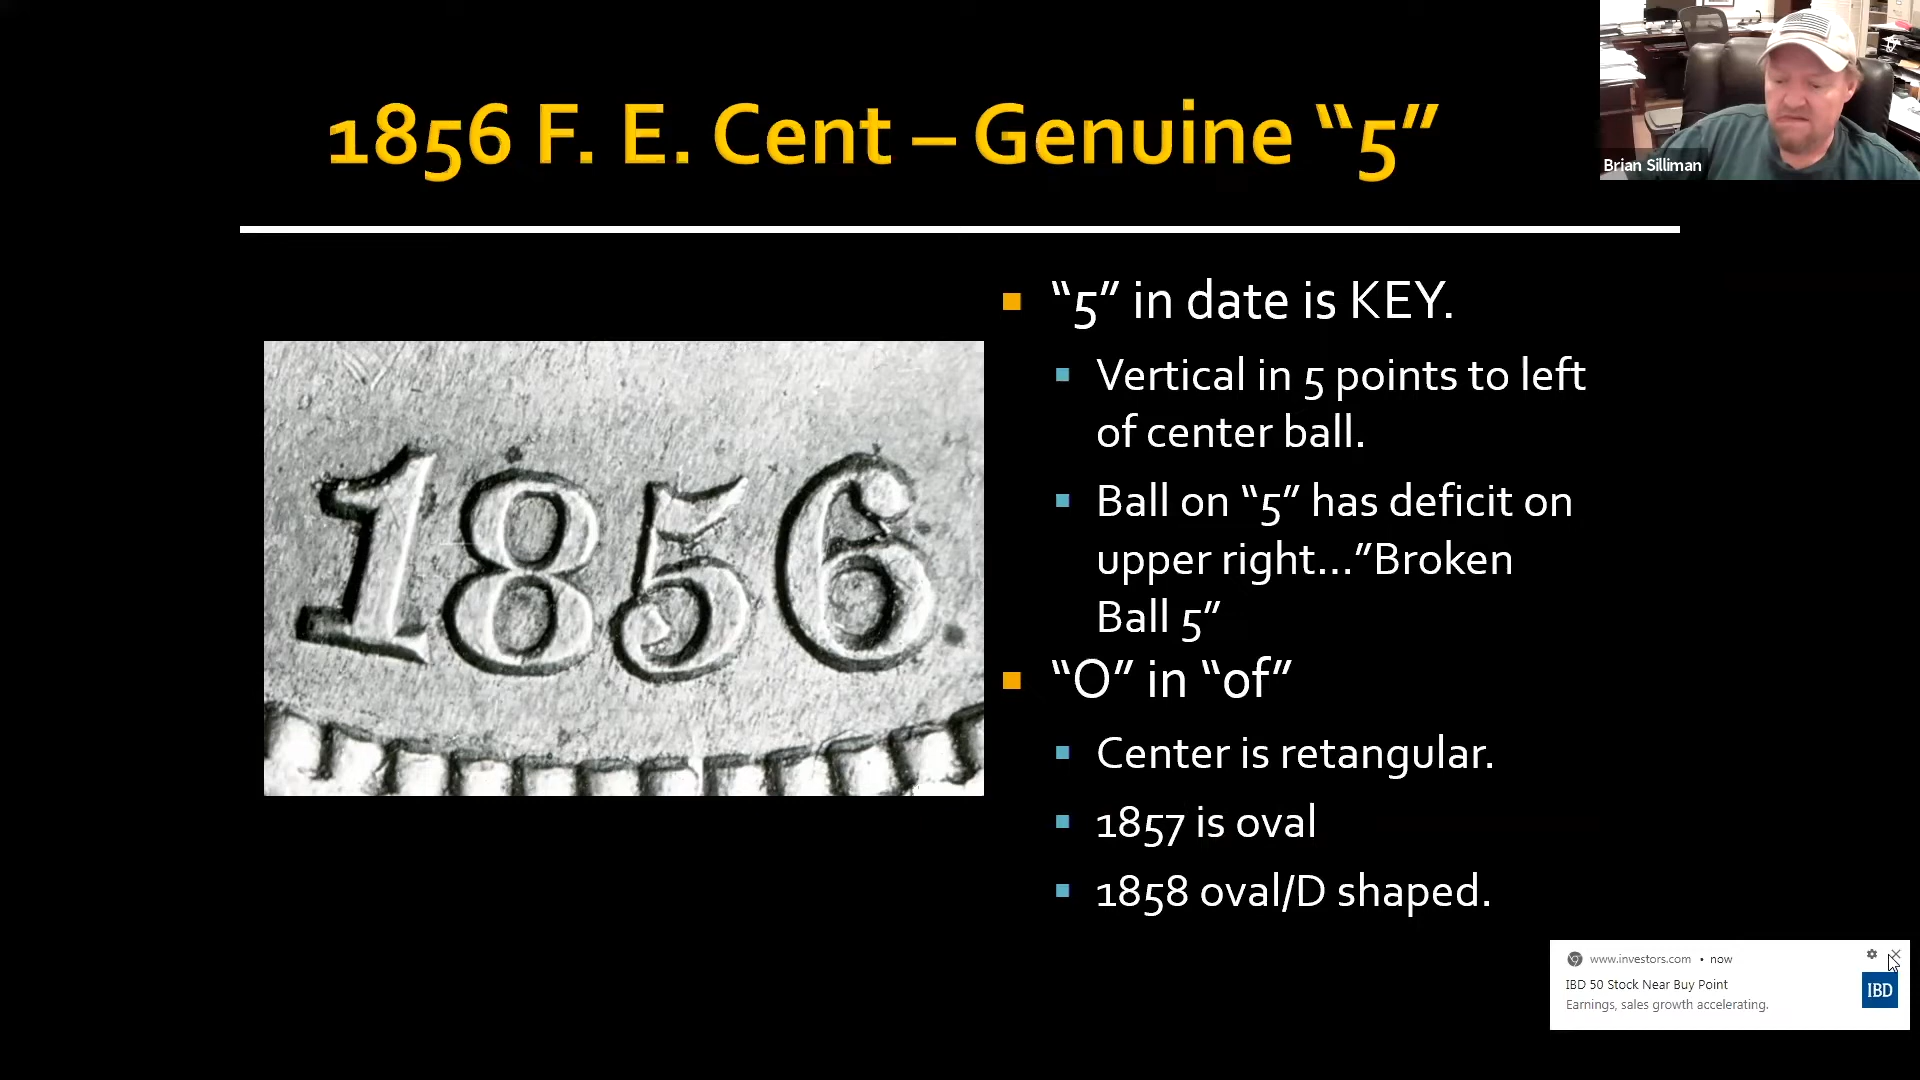 1856 F. E. Cent – Genuine “5”
Brian Silliman
“5” in date is KEY.
Vertical in 5 points to left
of center ball.
Ball on “5” has deficit on
upper right…”Broken
Ball 5”
“O” in “of”
Center is retangular.
1857 is oval
1858 oval/D shaped.
1856
www.investors.com • now
IBD 50 Stock Near Buy Point
Earnings, sales growth accelerating.
IBD